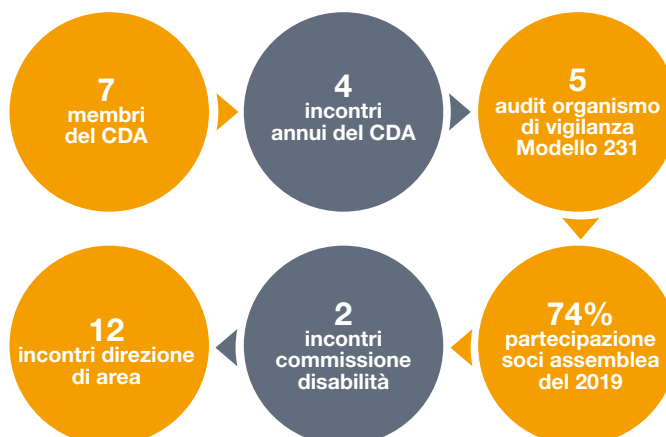 7
membri
del CDA
4
incontri
annui del CDA
5
audit organismo
di vigilanza
Modello 231
74%
partecipazione
soci assemblea
del 2019
2
incontri
commissione
disabilità
12
incontri direzione
di area